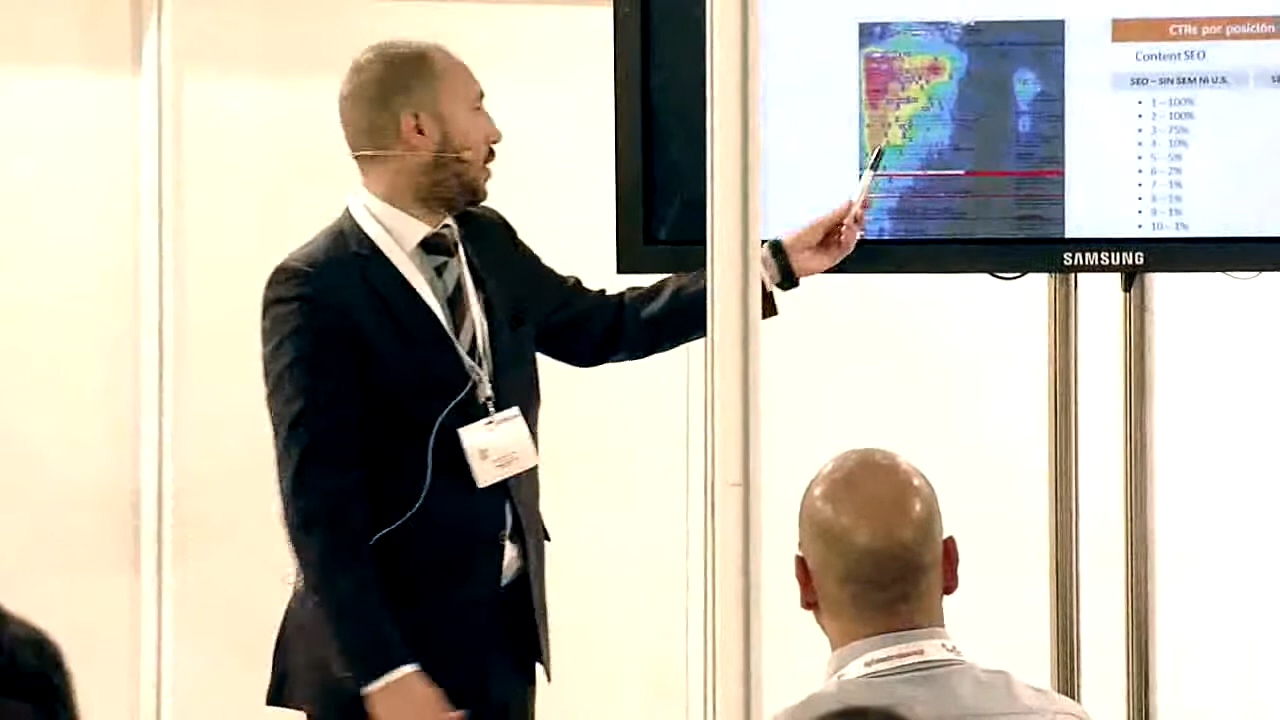 CTRs por posición
Content SEO
SEO – SIN SEM NI U.S.
• 1 – 100%
• 2 – 100%
• 3 – 75%
• 4 – 10%
• 5 – 5%
• 6 – 2%
• 7 – 1%
• 8 – 1%
• 9 – 1%
• 10 – 1%
SAMSUNG